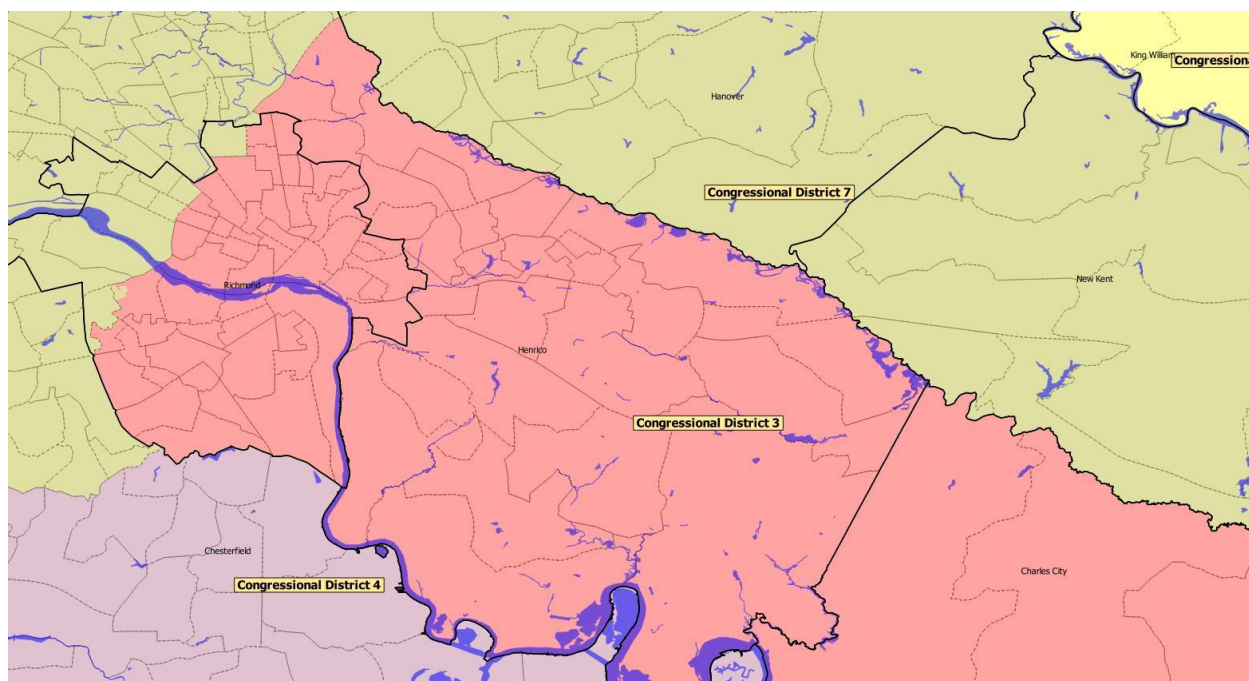 King William
Congressional
Hanover
Congressional District 7
New Kent
Richmond
Henrico
Congressional District 3
Chesterfield
Charles City
Congressional District 4